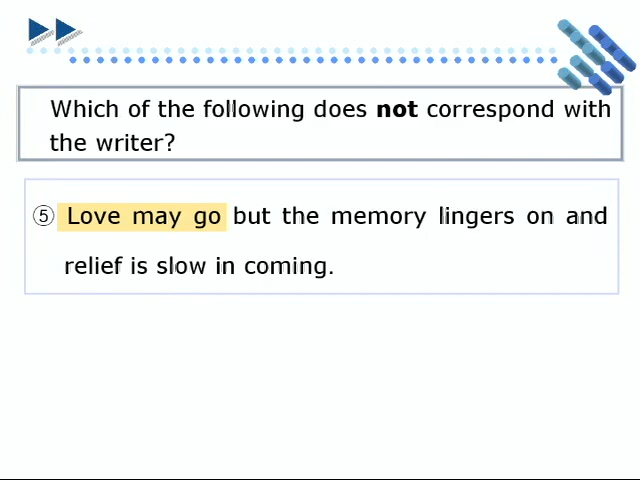 Which of the following does not correspond with
the writer?
⑤ Love may go but the memory lingers on and
relief is slow in coming.